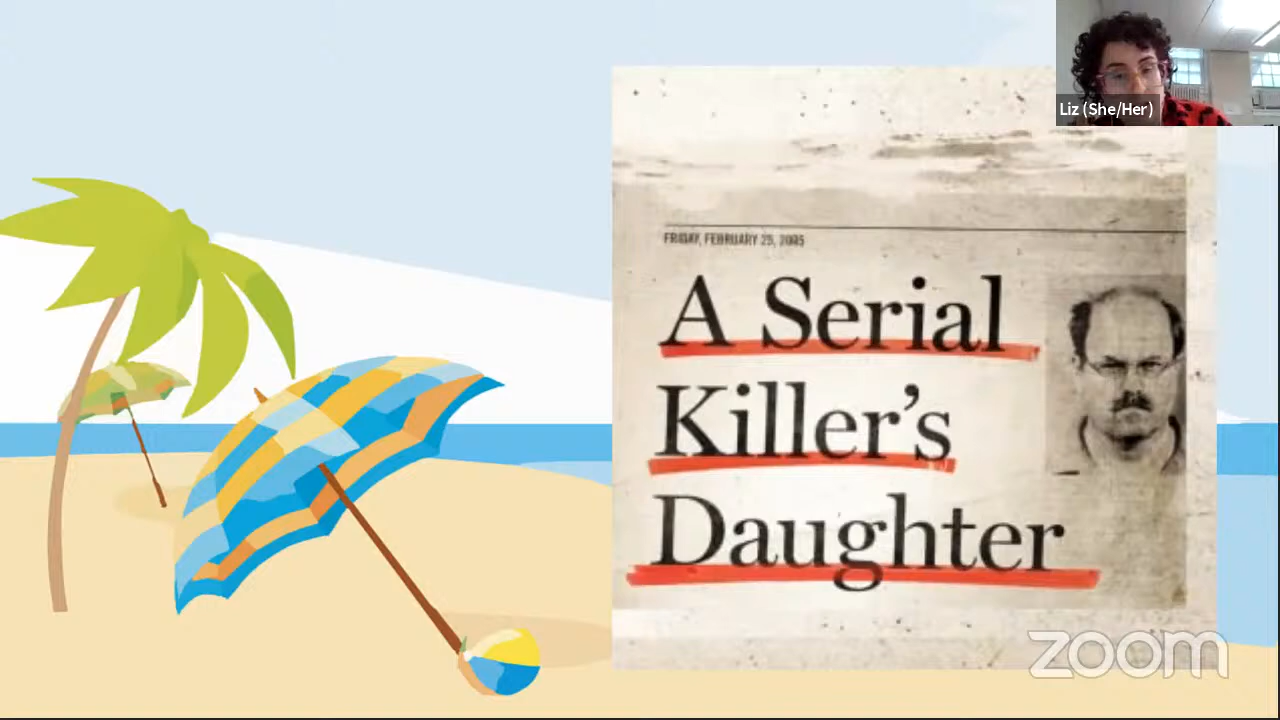 Liz (She/Her)
FRIDAY, FEBRUARY 25, 2005
A Serial
Killer's
Daughter
zoom